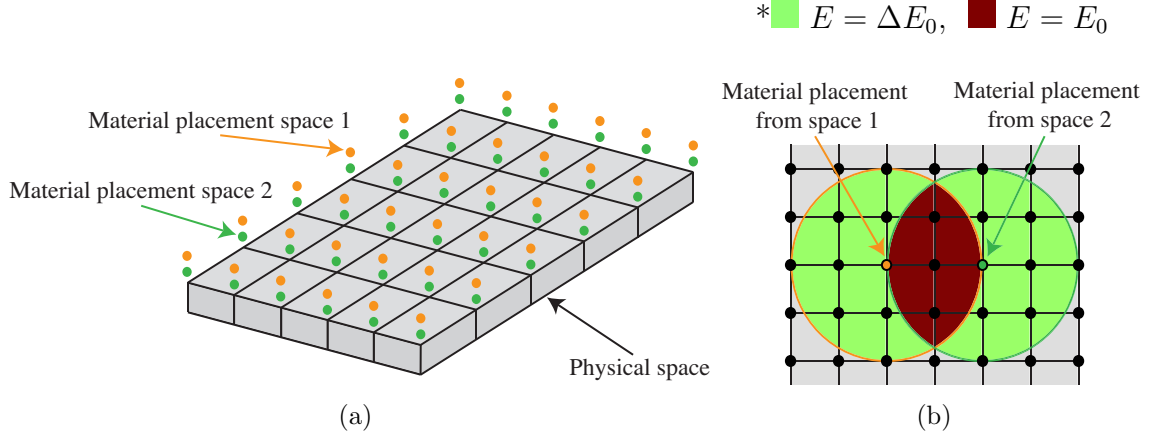 * E = ΔE₀, E = E₀
Material placement space 1
Material placement space 2
Physical space
(a)
Material placement
from space 1
Material placement
from space 2
(b)